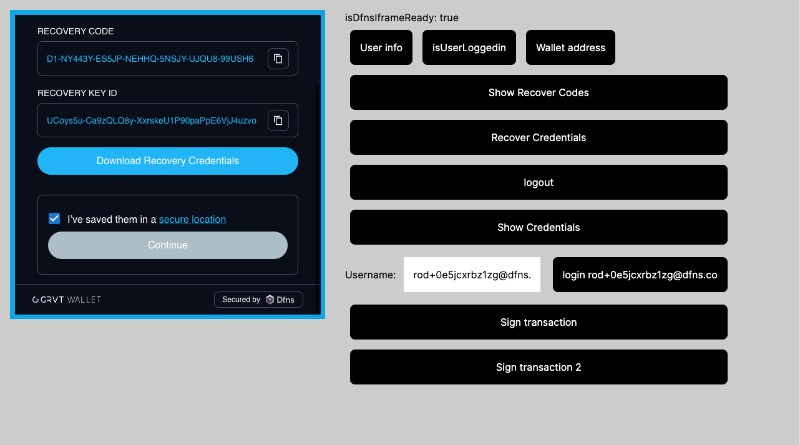 RECOVERY CODE
D1-NY443Y-ES5JP-NEHHQ-5NSJY-UJQU8-99USH6
RECOVERY KEY ID
UCoys5u-Ca9zQLQ8y-XxrskeU1P90paPpE6VjJ4uzvo
Download Recovery Credentials
I've saved them in a secure location
Continue
GRVT WALLET
Secured by Dfns
isDfnsIframeReady: true
User info
isUserLoggedin
Wallet address
Show Recover Codes
Recover Credentials
logout
Show Credentials
Username: rod+0e5jcxrbz1zg@dfns.
login rod+0e5jcxrbz1zg@dfns.co
Sign transaction
Sign transaction 2